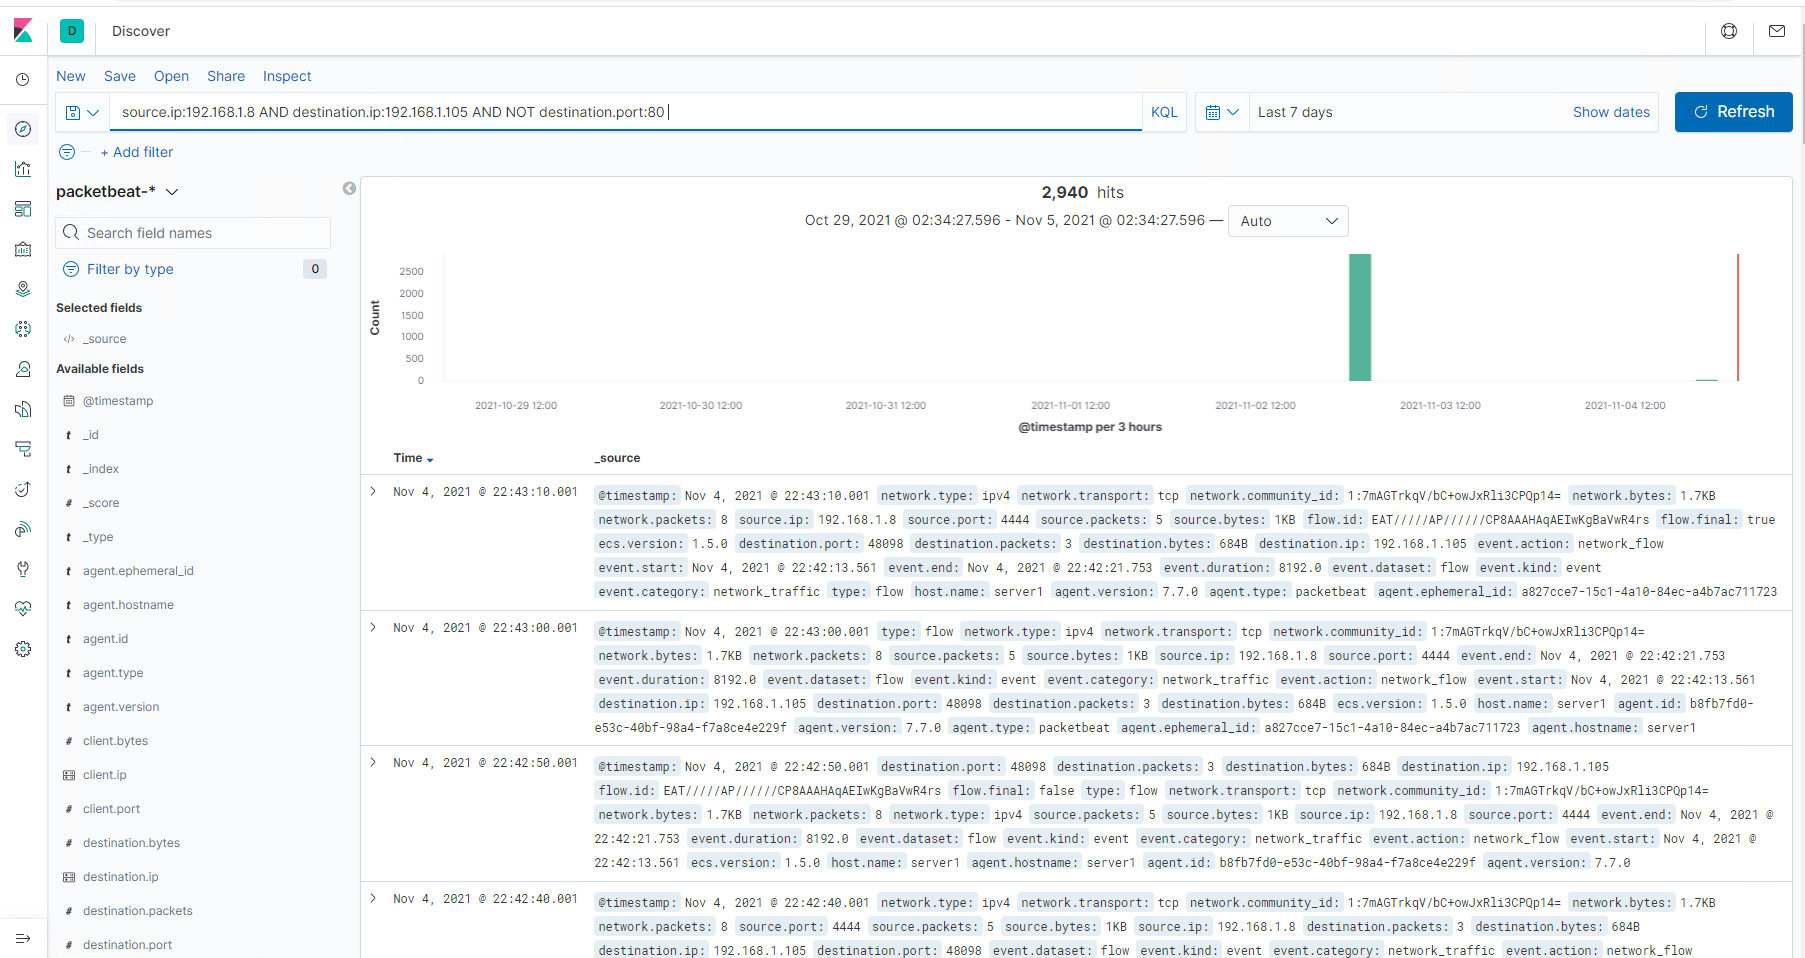 D Discover
New Save Open Share Inspect
source.ip:192.168.1.8 AND destination.ip:192.168.1.105 AND NOT destination.port:80
KQL
Last 7 days
Show dates
Refresh
+ Add filter
packetbeat-*
Search field names
Filter by type 0
Selected fields
_source
Available fields
@timestamp
t _id
t _index
# _score
t _type
t agent.ephemeral_id
t agent.hostname
t agent.id
t agent.type
t agent.version
# client.bytes
client.ip
# client.port
# destination.bytes
destination.ip
# destination.packets
# destination.port
2,940 hits
Oct 29, 2021 @ 02:34:27.596 - Nov 5, 2021 @ 02:34:27.596 — Auto
Count
2500
2000
1500
1000
500
0
2021-10-29 12:00 2021-10-30 12:00 2021-10-31 12:00 2021-11-01 12:00 2021-11-02 12:00 2021-11-03 12:00 2021-11-04 12:00
@timestamp per 3 hours
Time _source
Nov 4, 2021 @ 22:43:10.001
@timestamp: Nov 4, 2021 @ 22:43:10.001 network.type: ipv4 network.transport: tcp network.community_id: 1:7mAGTrkqV/bC+owJxRli3CPQp14= network.bytes: 1.7KB
network.packets: 8 source.ip: 192.168.1.8 source.port: 4444 source.packets: 5 source.bytes: 1KB flow.id: EAT/////AP//////CP8AAAHAqAEIwKgBaVwR4rs flow.final: true
ecs.version: 1.5.0 destination.port: 48098 destination.packets: 3 destination.bytes: 684B destination.ip: 192.168.1.105 event.action: network_flow
event.start: Nov 4, 2021 @ 22:42:13.561 event.end: Nov 4, 2021 @ 22:42:21.753 event.duration: 8192.0 event.dataset: flow event.kind: event
event.category: network_traffic type: flow host.name: server1 agent.version: 7.7.0 agent.type: packetbeat agent.ephemeral_id: a827cce7-15c1-4a10-84ec-a4b7ac711723
Nov 4, 2021 @ 22:43:00.001
@timestamp: Nov 4, 2021 @ 22:43:00.001 type: flow network.type: ipv4 network.transport: tcp network.community_id: 1:7mAGTrkqV/bC+owJxRli3CPQp14=
network.bytes: 1.7KB network.packets: 8 source.packets: 5 source.bytes: 1KB source.ip: 192.168.1.8 source.port: 4444 event.end: Nov 4, 2021 @ 22:42:21.753
event.duration: 8192.0 event.dataset: flow event.kind: event event.category: network_traffic event.action: network_flow event.start: Nov 4, 2021 @ 22:42:13.561
destination.ip: 192.168.1.105 destination.port: 48098 destination.packets: 3 destination.bytes: 684B ecs.version: 1.5.0 host.name: server1 agent.id: b8fb7fd0-
e53c-40bf-98a4-f7a8ce4e229f agent.version: 7.7.0 agent.type: packetbeat agent.ephemeral_id: a827cce7-15c1-4a10-84ec-a4b7ac711723 agent.hostname: server1
Nov 4, 2021 @ 22:42:50.001
@timestamp: Nov 4, 2021 @ 22:42:50.001 destination.port: 48098 destination.packets: 3 destination.bytes: 684B destination.ip: 192.168.1.105
flow.id: EAT/////AP//////CP8AAAHAqAEIwKgBaVwR4rs flow.final: false type: flow network.transport: tcp network.community_id: 1:7mAGTrkqV/bC+owJxRli3CPQp14=
network.bytes: 1.7KB network.packets: 8 network.type: ipv4 source.packets: 5 source.bytes: 1KB source.ip: 192.168.1.8 source.port: 4444 event.end: Nov 4, 2021 @
22:42:21.753 event.duration: 8192.0 event.dataset: flow event.kind: event event.category: network_traffic event.action: network_flow event.start: Nov 4, 2021 @
22:42:13.561 ecs.version: 1.5.0 host.name: server1 agent.hostname: server1 agent.id: b8fb7fd0-e53c-40bf-98a4-f7a8ce4e229f agent.version: 7.7.0
Nov 4, 2021 @ 22:42:40.001
@timestamp: Nov 4, 2021 @ 22:42:40.001 network.type: ipv4 network.transport: tcp network.community_id: 1:7mAGTrkqV/bC+owJxRli3CPQp14= network.bytes: 1.7KB
network.packets: 8 source.port: 4444 source.packets: 5 source.bytes: 1KB source.ip: 192.168.1.8 destination.packets: 3 destination.bytes: 684B
destination.ip: 192.168.1.105 destination.port: 48098 event.dataset: flow event.kind: event event.category: network_traffic event.action: network_flow